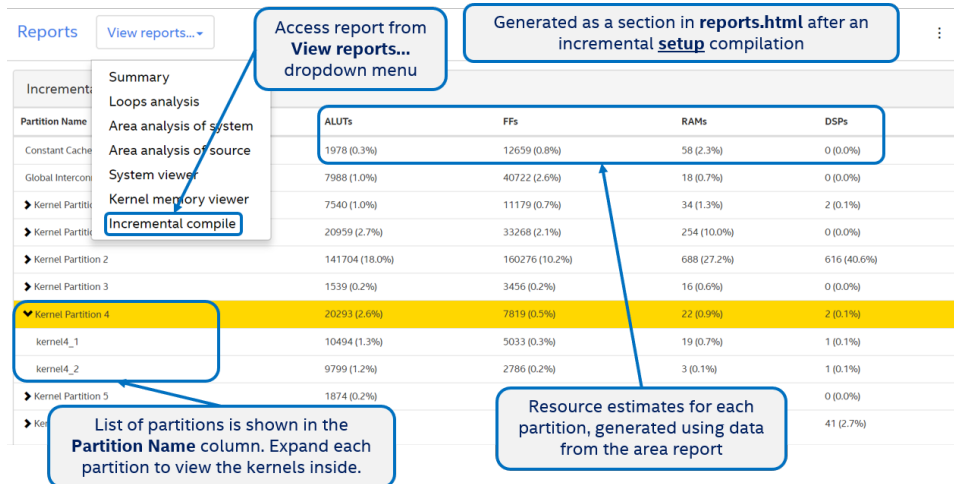 Reports View reports...
Access report from
View reports...
dropdown menu
Generated as a section in reports.html after an
incremental setup compilation
Summary
Loops analysis
Area analysis of system
Area analysis of source
System viewer
Kernel memory viewer
Incremental compile
Partition Name ALUTs FFs RAMs DSPs
Constant Cache 1978 (0.3%) 12659 (0.8%) 58 (2.3%) 0 (0.0%)
7988 (1.0%) 40722 (2.6%) 18 (0.7%) 0 (0.0%)
7540 (1.0%) 11179 (0.7%) 34 (1.3%) 2 (0.1%)
20959 (2.7%) 33268 (2.1%) 254 (10.0%) 0 (0.0%)
Kernel Partition 2 141704 (18.0%) 160276 (10.2%) 688 (27.2%) 616 (40.6%)
Kernel Partition 3 1539 (0.2%) 3456 (0.2%) 16 (0.6%) 0 (0.0%)
Kernel Partition 4 20293 (2.6%) 7819 (0.5%) 22 (0.9%) 2 (0.1%)
kernel4_1 10494 (1.3%) 5033 (0.3%) 19 (0.7%) 1 (0.1%)
kernel4_2 9799 (1.2%) 2786 (0.2%) 3 (0.1%) 1 (0.1%)
Kernel Partition 5 1874 (0.2%) 0 (0.0%)
41 (2.7%)
List of partitions is shown in the
Partition Name column. Expand each
partition to view the kernels inside.
Resource estimates for each
partition, generated using data
from the area report